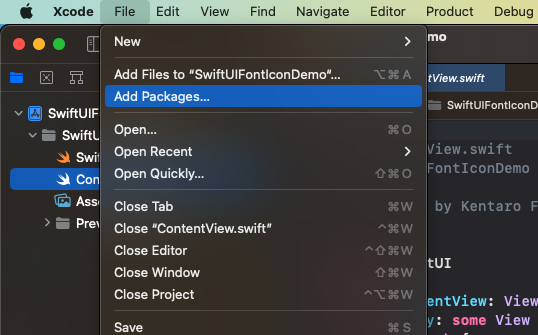 Xcode File Edit View Find Navigate Editor Product Debug
New
Add Files to “SwiftUIFontIconDemo”... ⌥⌘A
Add Packages...
Open... ⌘O
Open Recent
Open Quickly... ⇧⌘O
Close Tab ⌘W
Close “ContentView.swift” ^⌘W
Close Editor ^⇧⌘W
Close Window ⇧⌘W
Close Project ^⌥⌘W
Save ⌘S
SwiftUIF
SwiftU
Swi
Con
Asse
Prev
mo
tView.swift
SwiftUIFontIconD
View.swift
FontIconDemo
by Kentaro F
tUI
entView: View
y: some View